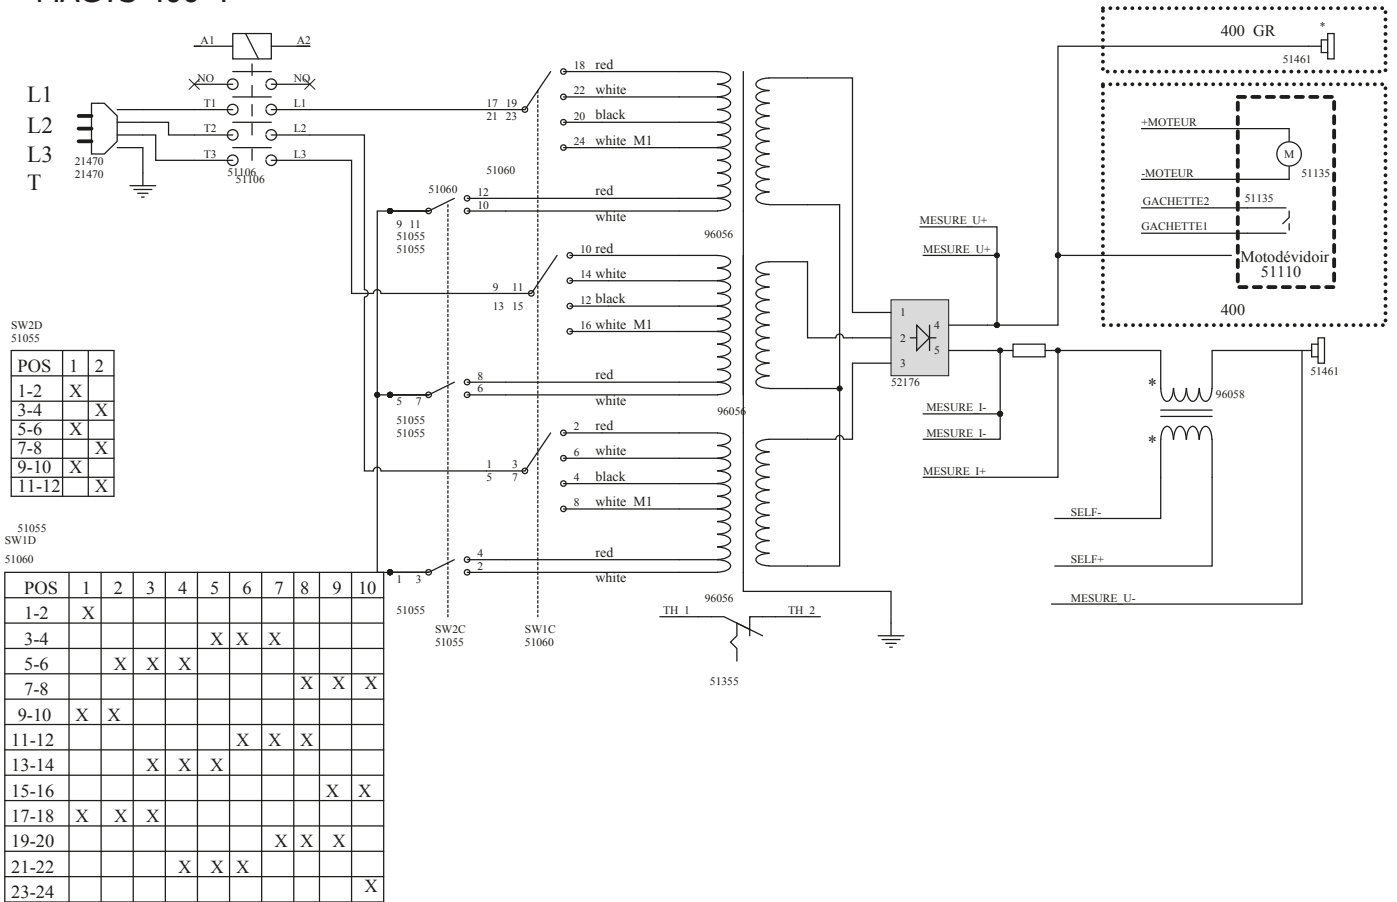 400 GR
*
51461
A1
A2
NO
NO
L1
L2
L3
T
21470
21470
T1
L1
T2
L2
T3
L3
51106
51106
17 19
21 23
18 red
22 white
20 black
24 white M1
51060
51060
12 red
10 white
9 11
51055
51055
96056
10 red
14 white
12 black
16 white M1
9 11
13 15
8 red
6 white
5 7
51055
51055
96056
2 red
6 white
4 black
8 white M1
1 3
5 7
4 red
2 white
1 3
51055
96056
SW2C
51055
SW1C
51060
TH 1
TH 2
51355
MESURE U+
MESURE U+
1
2
3
4
5
52176
MESURE I-
MESURE I-
MESURE I+
+MOTEUR
M
51135
-MOTEUR
GACHETTE2
51135
GACHETTE1
Motodévidoir
51110
400
51461
*
96058
*
SELF-
SELF+
MESURE U-
SW2D
51055
POS 1 2
1-2 X
3-4 X
5-6 X
7-8 X
9-10 X
11-12 X
51055
SW1D
51060
POS 1 2 3 4 5 6 7 8 9 10
1-2 X
3-4 X X X
5-6 X X X
7-8 X X X
9-10 X X
11-12 X X X
13-14 X X X
15-16 X X
17-18 X X X
19-20 X X X
21-22 X X X
23-24 X